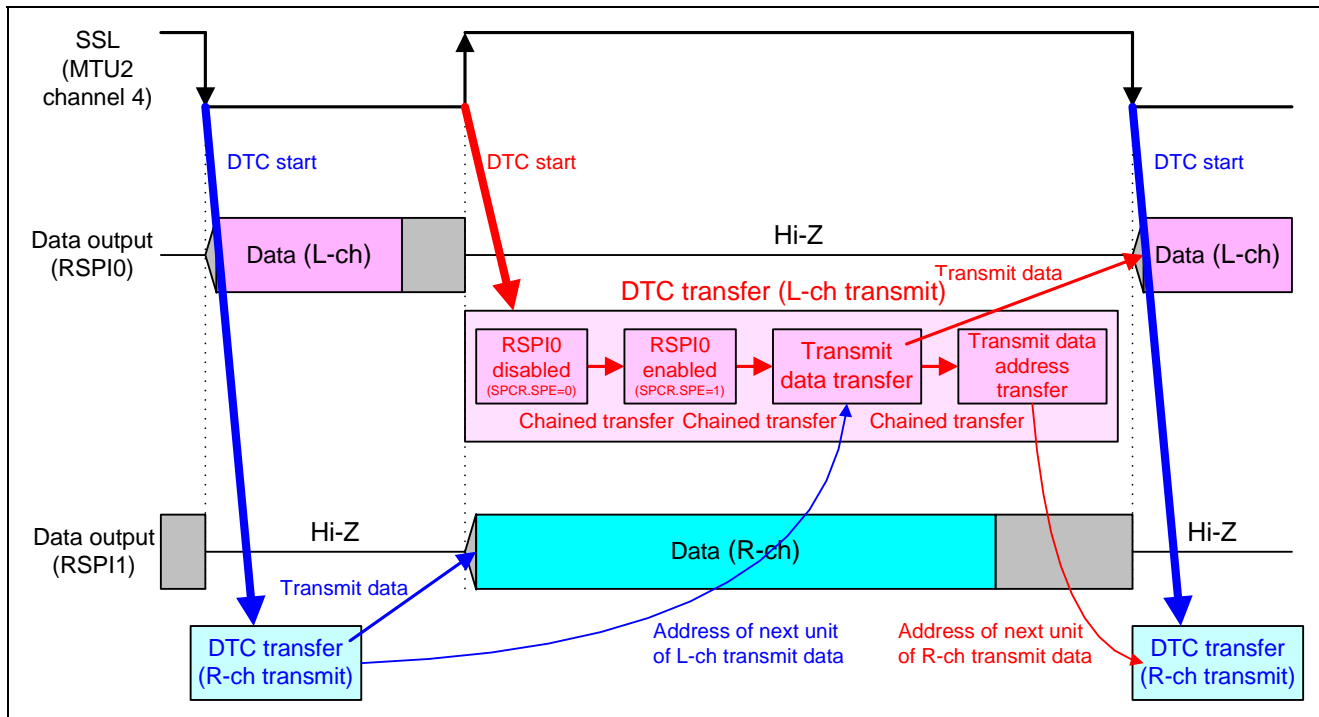 SSL
(MTU2
channel 4)
DTC start
DTC start
DTC start
Data output
(RSPI0)
Data (L-ch)
Hi-Z
Data (L-ch)
Transmit data
DTC transfer (L-ch transmit)
RSPI0
disabled
(SPCR.SPE=0)
RSPI0
enabled
(SPCR.SPE=1)
Transmit
data transfer
Transmit data
address
transfer
Chained transfer
Chained transfer
Chained transfer
Data output
(RSPI1)
Hi-Z
Data (R-ch)
Hi-Z
Transmit data
DTC transfer
(R-ch transmit)
Address of next unit
of L-ch transmit data
Address of next unit
of R-ch transmit data
DTC transfer
(R-ch transmit)